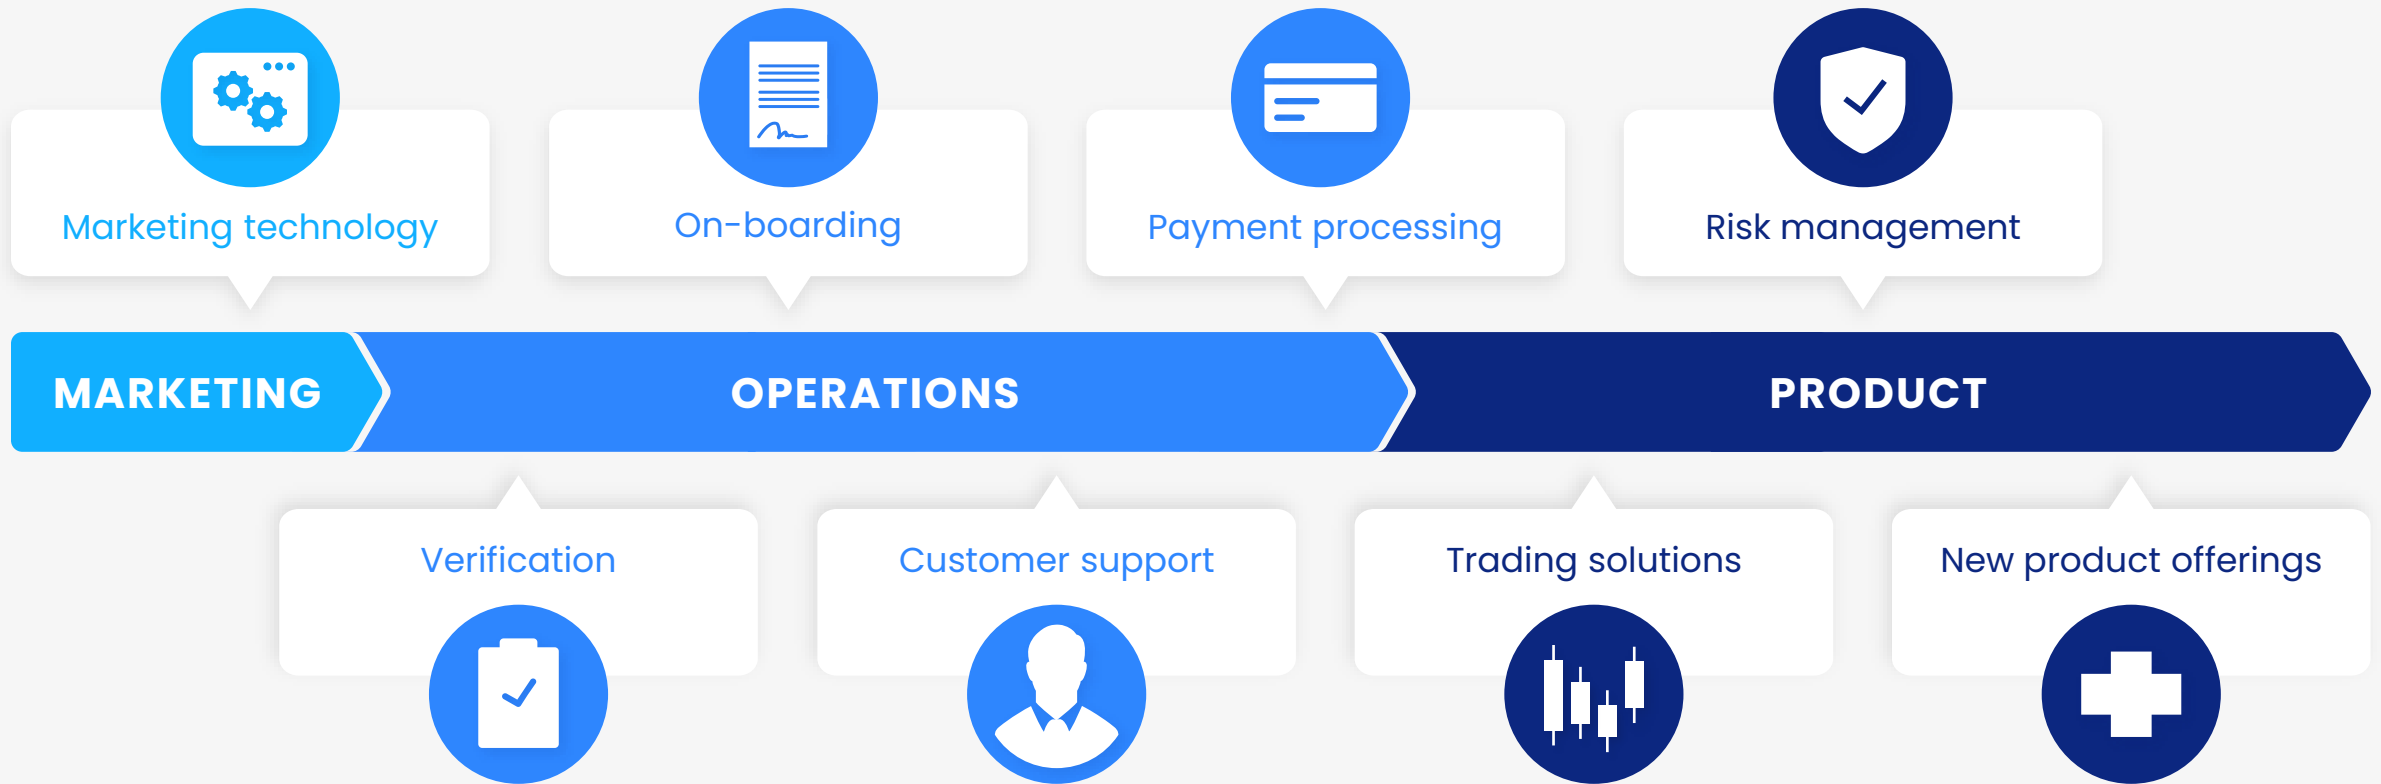 Marketing technology
On-boarding
Payment processing
Risk management
MARKETING
OPERATIONS
PRODUCT
Verification
Customer support
Trading solutions
New product offerings